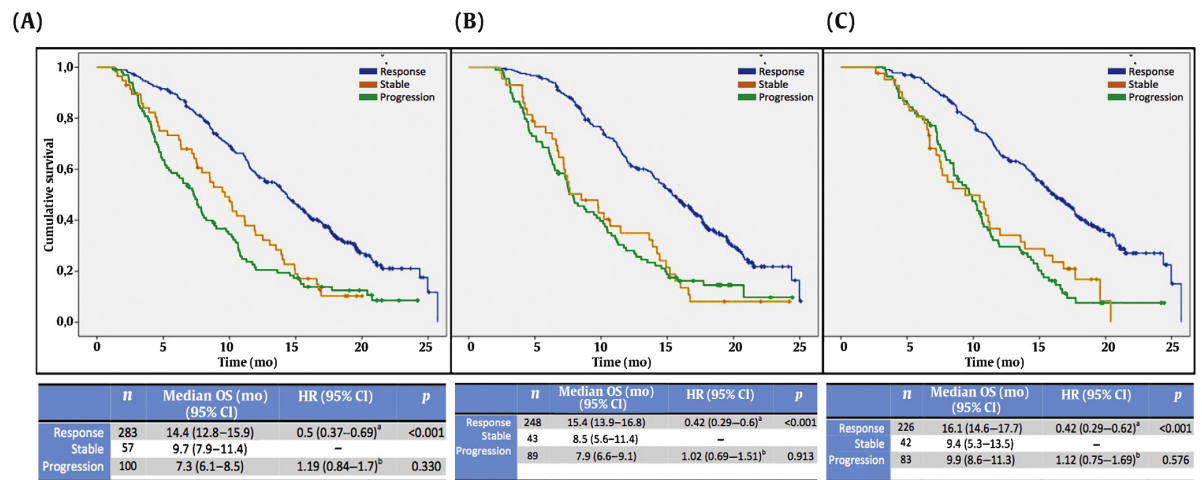 (A) (B) (C)
Cumulative survival
1,0
0,8
0,6
0,4
0,2
0,0
Response
Stable
Progression
0 5 10 15 20 25
Time (mo)
Response
Stable
Progression
0 5 10 15 20 25
Time (mo)
Response
Stable
Progression
0 5 10 15 20 25
Time (mo)
n Median OS (mo) HR (95% CI) p
(95% CI)
Response 283 14.4 (12.8–15.9) 0.5 (0.37–0.69)a <0.001
Stable 57 9.7 (7.9–11.4) –
Progression 100 7.3 (6.1–8.5) 1.19 (0.84–1.7)b 0.330
n Median OS (mo) HR (95% CI) p
(95% CI)
Response 248 15.4 (13.9–16.8) 0.42 (0.29–0.6)a <0.001
Stable 43 8.5 (5.6–11.4) –
Progression 89 7.9 (6.6–9.1) 1.02 (0.69–1.51)b 0.913
n Median OS (mo) HR (95% CI) p
(95% CI)
Response 226 16.1 (14.6–17.7) 0.42 (0.29–0.62)a <0.001
Stable 42 9.4 (5.3–13.5) –
Progression 83 9.9 (8.6–11.3) 1.12 (0.75–1.69)b 0.576